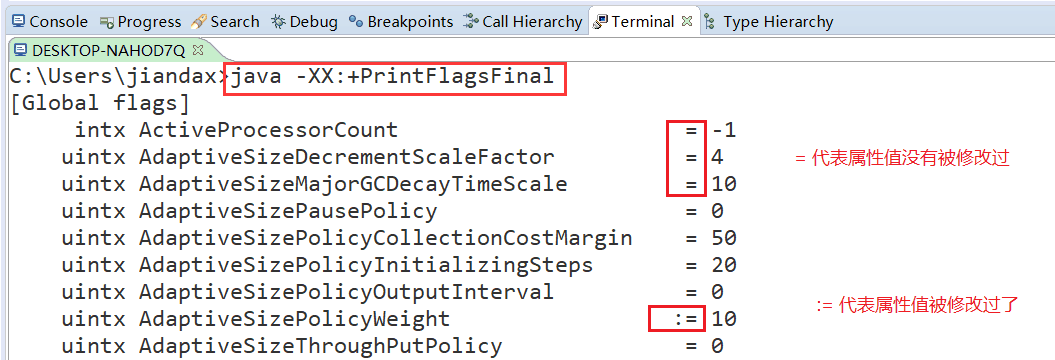 Console Progress Search Debug Breakpoints Call Hierarchy Terminal Type Hierarchy
DESKTOP-NAHOD7Q
C:\Users\jiandax>java -XX:+PrintFlagsFinal
[Global flags]
intx ActiveProcessorCount = -1
uintx AdaptiveSizeDecrementScaleFactor = 4 = 代表属性值没有被修改过
uintx AdaptiveSizeMajorGCDecayTimeScale = 10
uintx AdaptiveSizePausePolicy = 0
uintx AdaptiveSizePolicyCollectionCostMargin = 50
uintx AdaptiveSizePolicyInitializingSteps = 20
uintx AdaptiveSizePolicyOutputInterval = 0 := 代表属性值被修改过了
uintx AdaptiveSizePolicyWeight := 10
uintx AdaptiveSizeThroughPutPolicy = 0